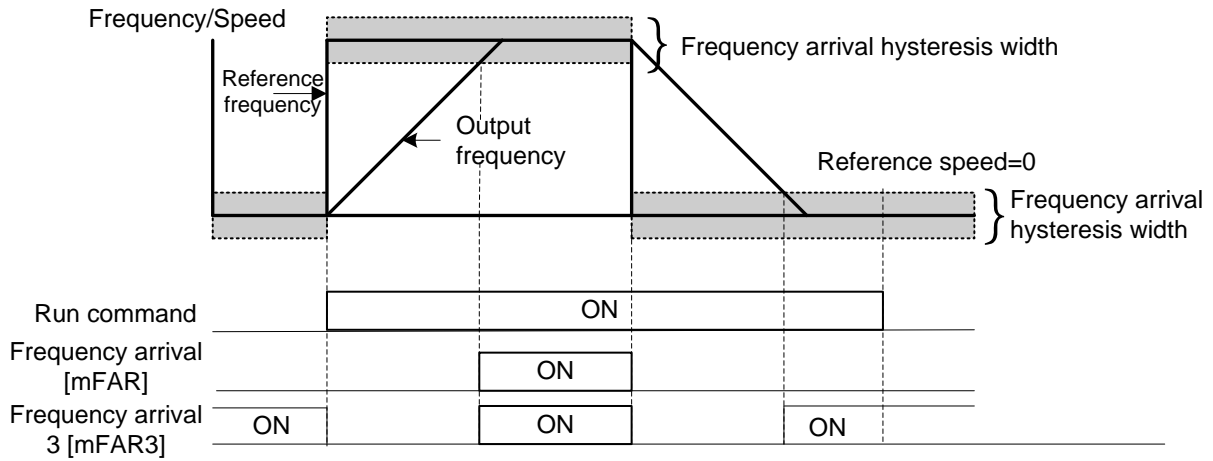 Frequency/Speed
Frequency arrival hysteresis width
Reference
frequency
Output
frequency
Reference speed=0
Frequency arrival
hysteresis width
Run command
ON
Frequency arrival
[mFAR]
ON
Frequency arrival
3 [mFAR3]
ON
ON
ON